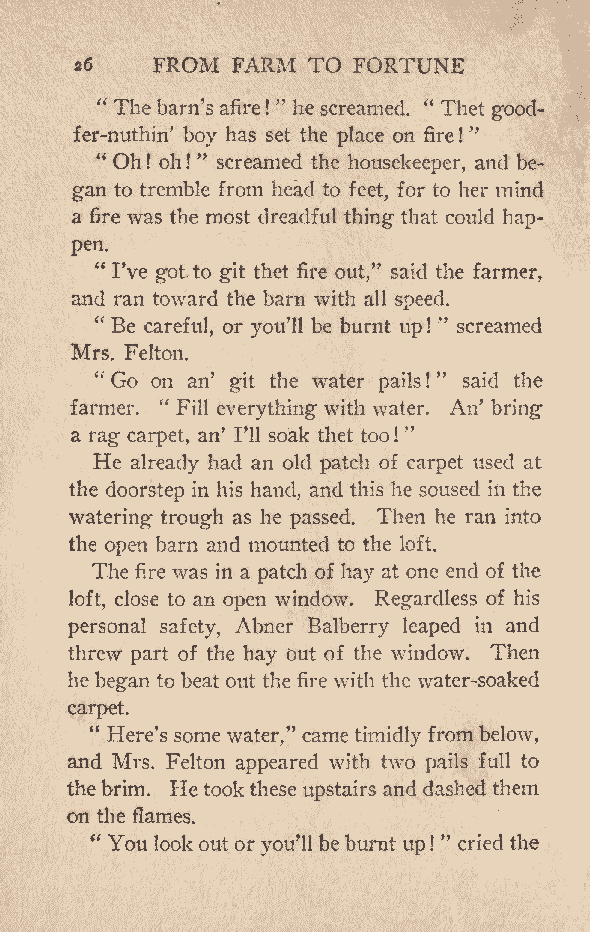 26 FROM FARM TO FORTUNE
“ The barn’s afire! ” he screamed. “ Thet good-
fer-nuthin’ boy has set the place on fire! ”
“ Oh! oh! ” screamed the housekeeper, and be-
gan to tremble from head to feet, for to her mind
a fire was the most dreadful thing that could hap-
pen.
“ I’ve got to git thet fire out,” said the farmer,
and ran toward the barn with all speed.
“ Be careful, or you’ll be burnt up! ” screamed
Mrs. Felton.
“ Go on an’ git the water pails! ” said the
farmer. “ Fill everything with water. An’ bring
a rag carpet, an’ I’ll soak thet too! ”
He already had an old patch of carpet used at
the doorstep in his hand, and this he soused in the
watering trough as he passed. Then he ran into
the open barn and mounted to the loft.
The fire was in a patch of hay at one end of the
loft, close to an open window. Regardless of his
personal safety, Abner Balberry leaped in and
threw part of the hay out of the window. Then
he began to beat out the fire with the water-soaked
carpet.
“ Here’s some water,” came timidly from below,
and Mrs. Felton appeared with two pails full to
the brim. He took these upstairs and dashed them
on the flames.
“ You look out or you’ll be burnt up! ” cried the